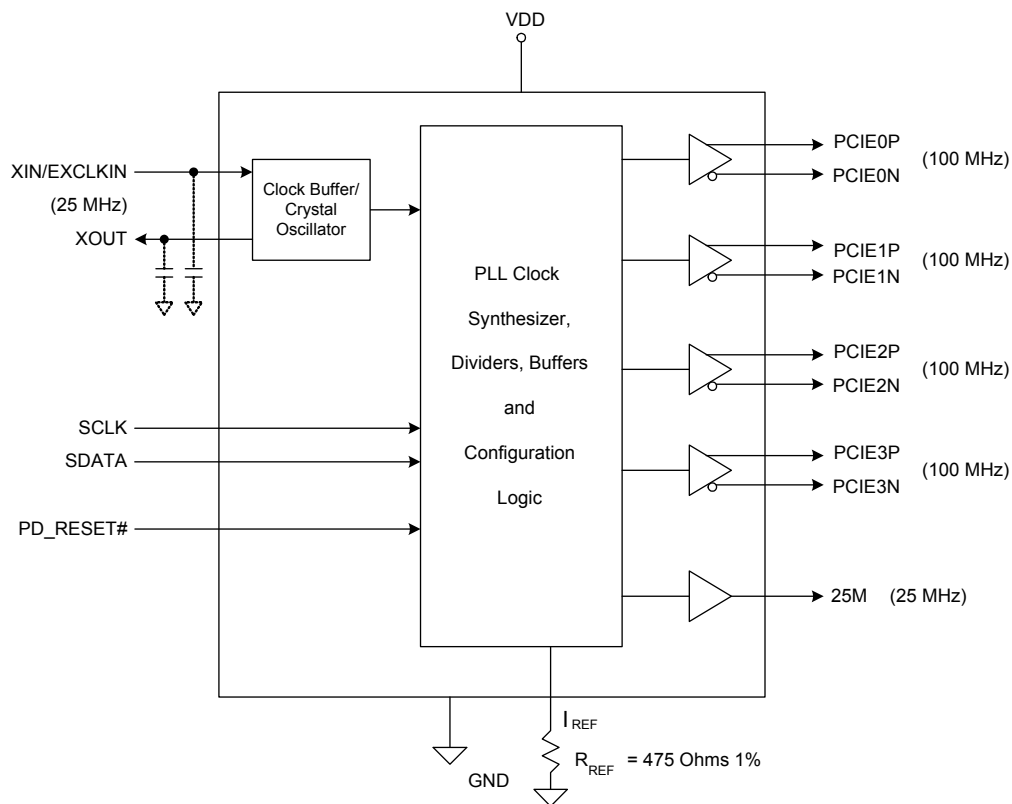 VDD
XIN/EXCLKIN
(25 MHz)
XOUT
Clock Buffer/
Crystal
Oscillator
SCLK
SDATA
PD_RESET#
PLL Clock
Synthesizer,
Dividers, Buffers
and
Configuration
Logic
PCIE0P
(100 MHz)
PCIE0N
PCIE1P
(100 MHz)
PCIE1N
PCIE2P
(100 MHz)
PCIE2N
PCIE3P
(100 MHz)
PCIE3N
25M (25 MHz)
IREF
GND
RREF = 475 Ohms 1%